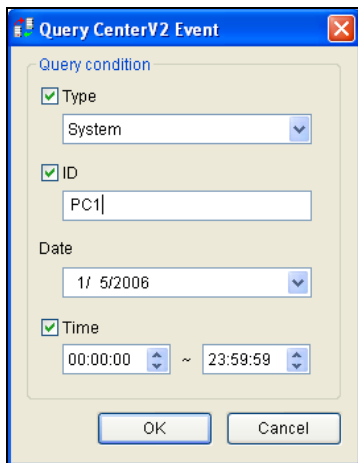 Query CenterV2 Event
Query condition
Type
System
ID
PC1
Date
1/ 5/2006
Time
00:00:00 ~ 23:59:59
OK Cancel